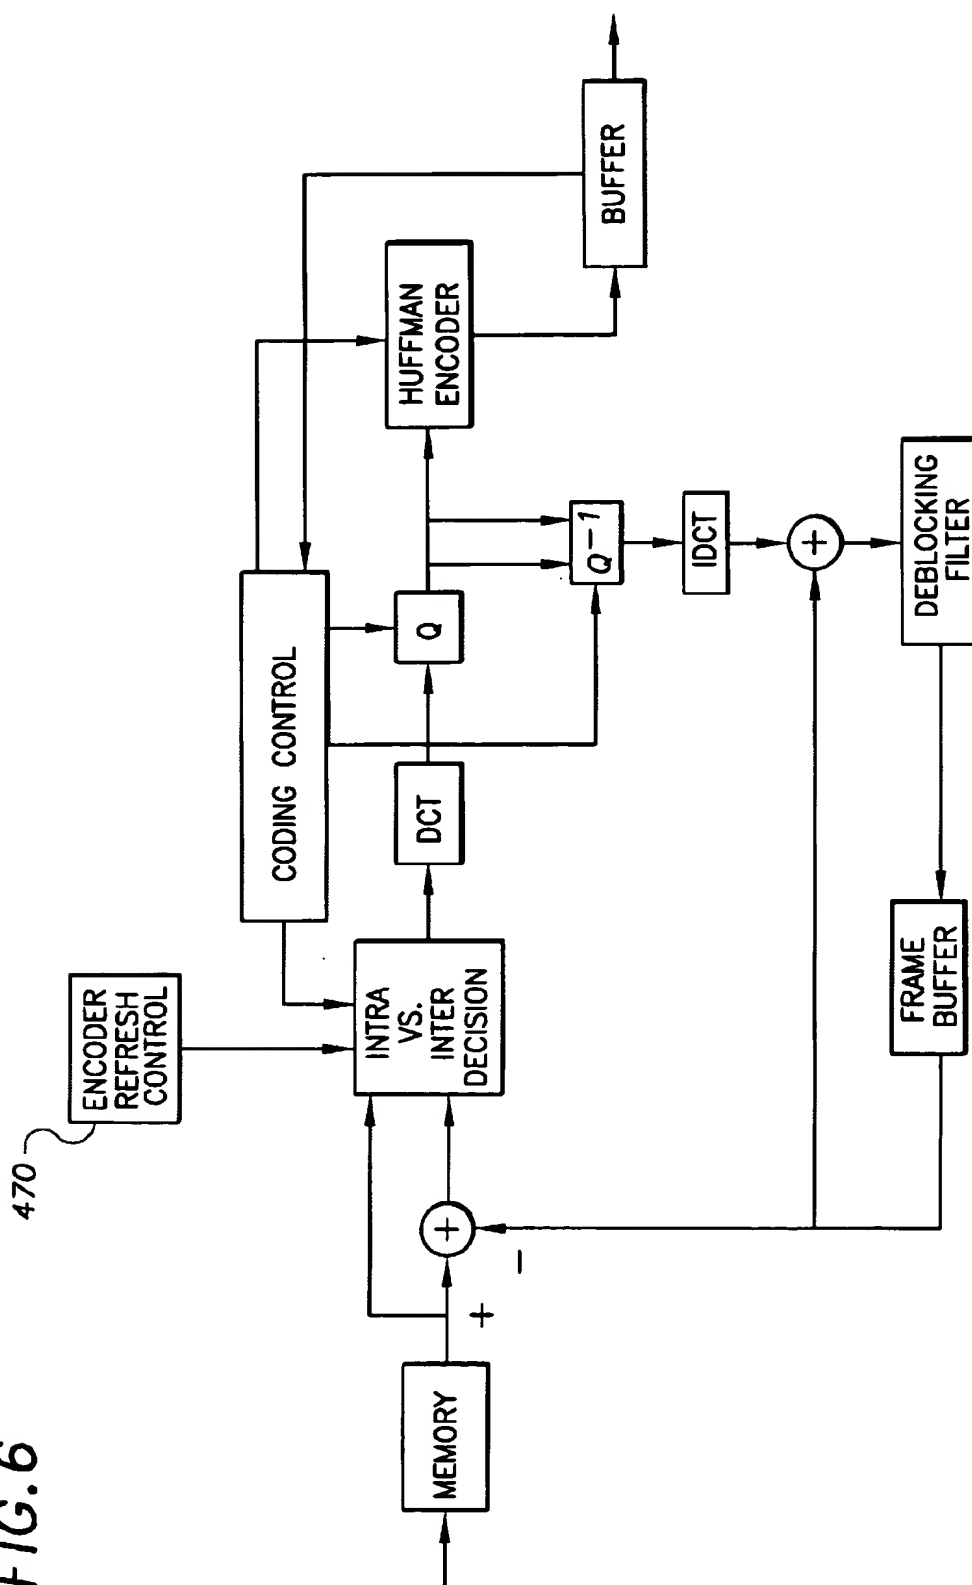 FIG.6
470
ENCODER
REFRESH
CONTROL
CODING CONTROL
MEMORY
+
-
+
INTRA
VS.
INTER
DECISION
DCT
Q
HUFFMAN
ENCODER
BUFFER
Q-1
IDCT
+
DEBLOCKING
FILTER
FRAME
BUFFER